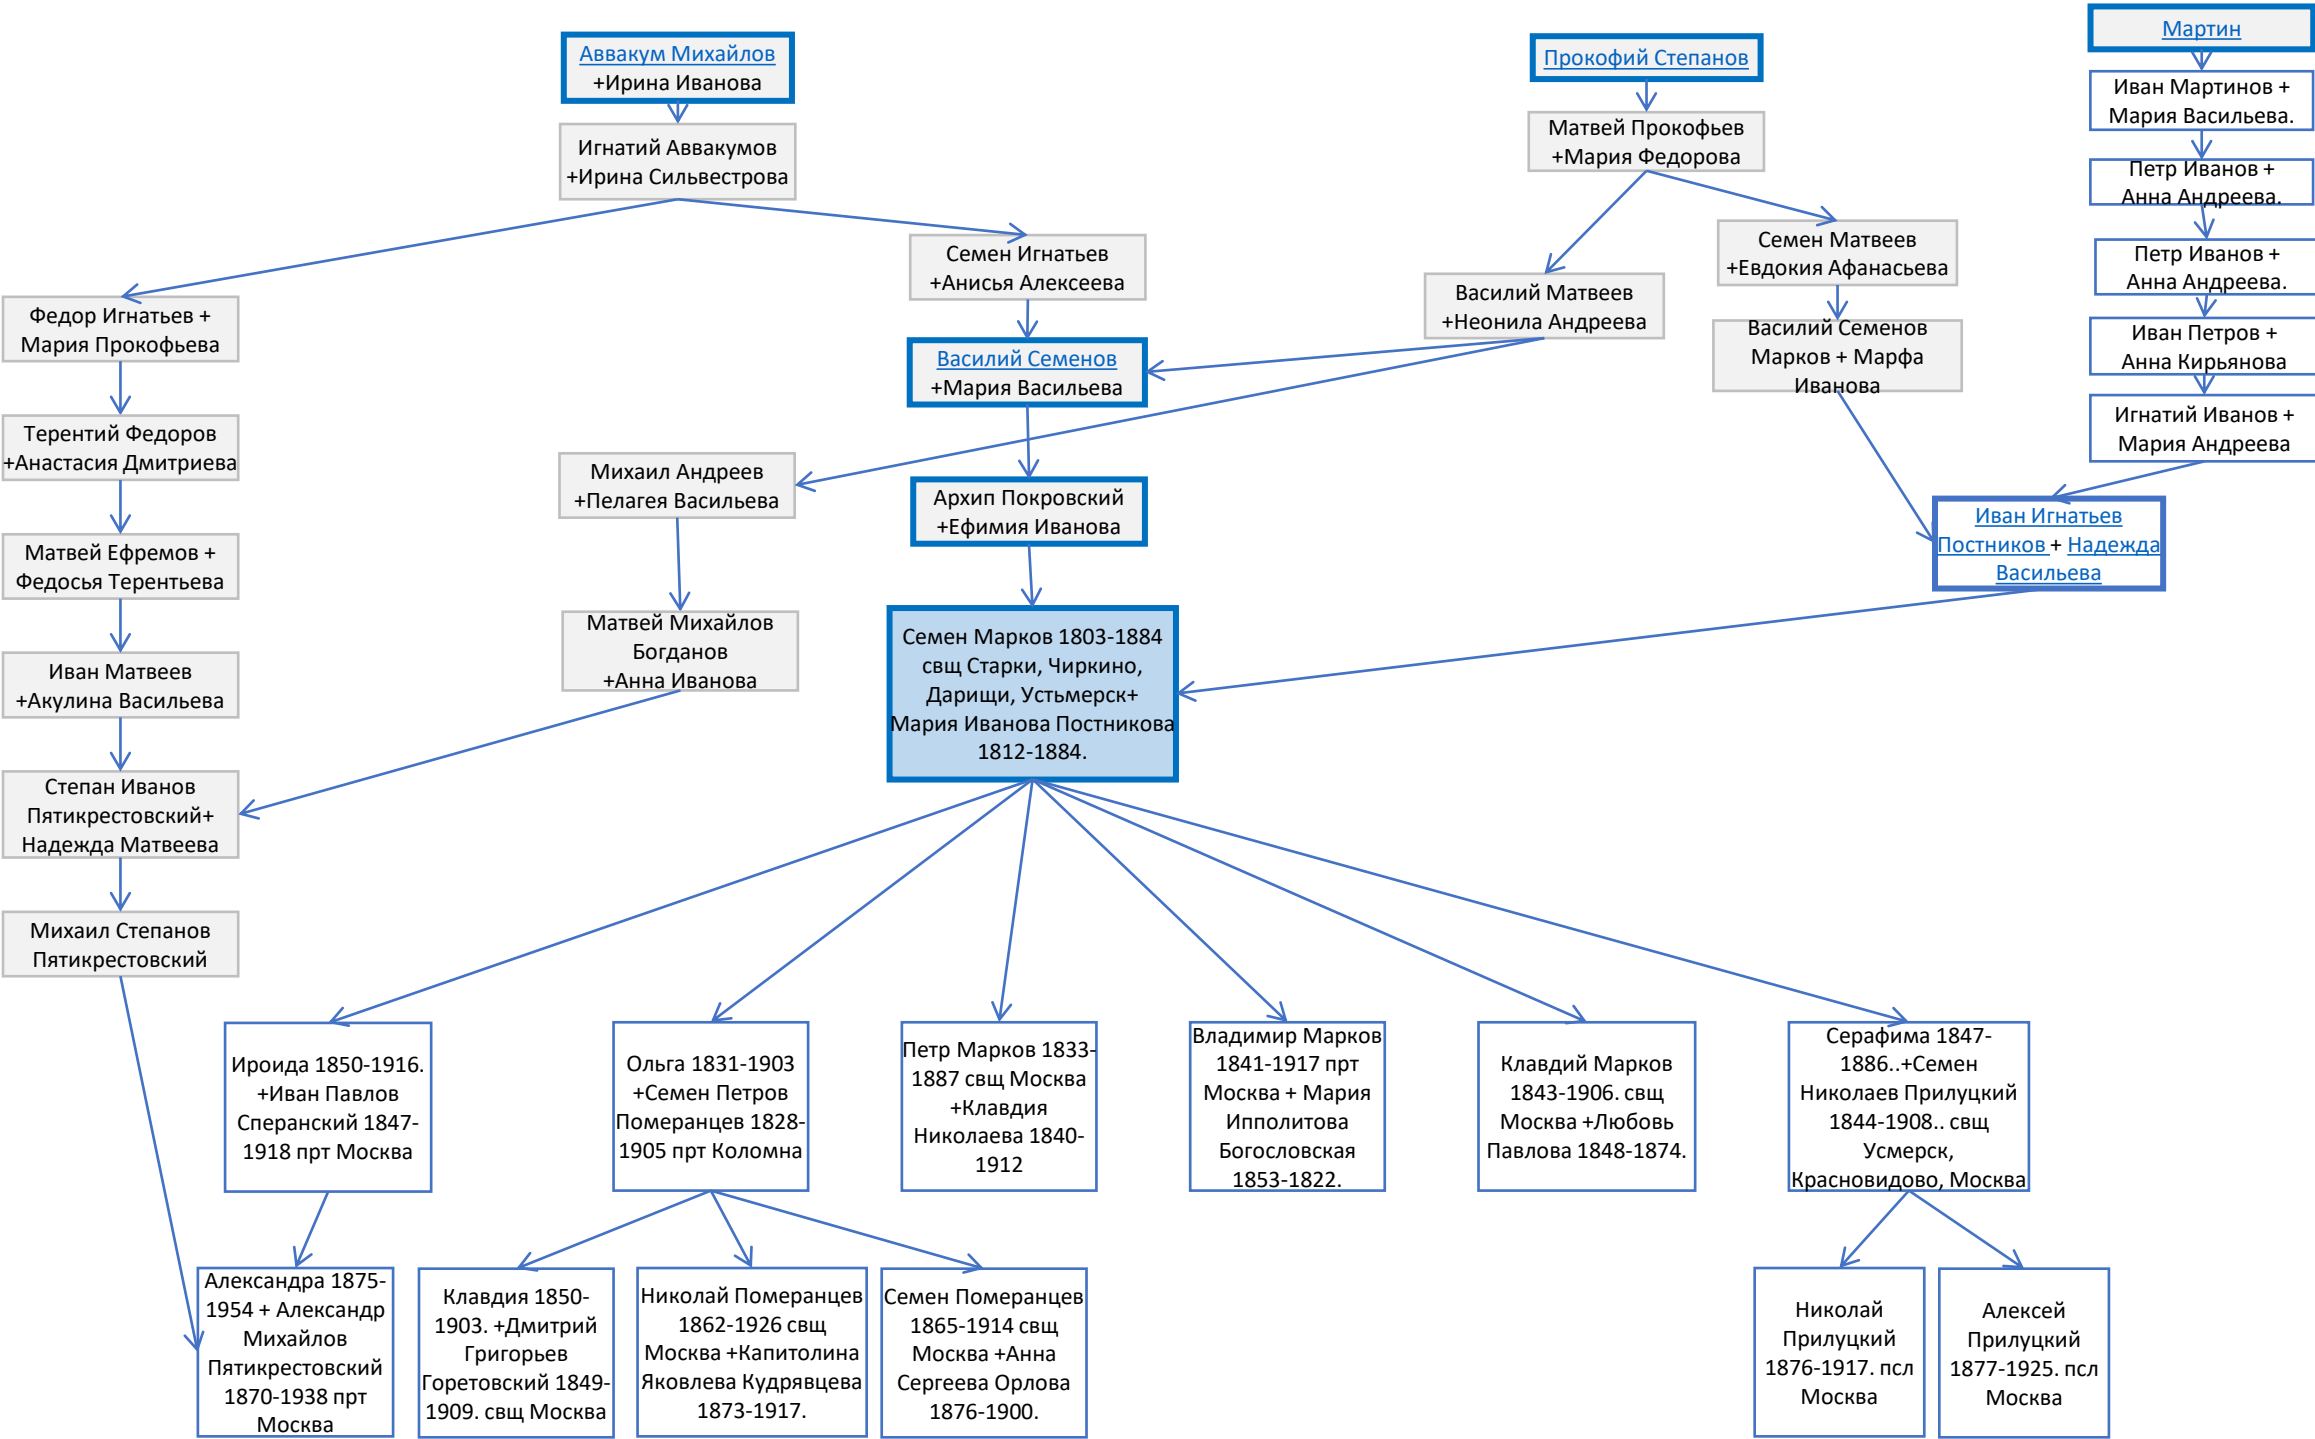 Аввакум Михайлов
+Ирина Иванова
Прокофий Степанов
Мартин
Иван Мартинов +
Мария Васильева.
Игнатий Аввакумов
+Ирина Сильвестрова
Матвей Прокофьев
+Мария Федорова
Петр Иванов +
Анна Андреева.
Семен Игнатьев
+Анисья Алексеева
Семен Матвеев
+Евдокия Афанасьева
Петр Иванов +
Анна Андреева.
Федор Игнатьев +
Мария Прокофьева
Василий Матвеев
+Неонила Андреева
Василий Семенов
Марков + Марфа
Иванова
Иван Петров +
Анна Кирьянова
Василий Семенов
+Мария Васильева
Игнатий Иванов +
Мария Андреева
Терентий Федоров
+Анастасия Дмитриева
Михаил Андреев
+Пелагея Васильева
Архип Покровский
+Ефимия Иванова
Иван Игнатьев
Постников + Надежда
Васильева
Матвей Ефремов +
Федосья Терентьева
Матвей Михайлов
Богданов
+Анна Иванова
Семен Марков 1803-1884
свщ Старки, Чиркино,
Дарищи, Устьмерск+
Мария Иванова Постникова
1812-1884.
Иван Матвеев
+Акулина Васильева
Степан Иванов
Пятикрестовский+
Надежда Матвеева
Михаил Степанов
Пятикрестовский
Ироида 1850-1916.
+Иван Павлов
Сперанский 1847-
1918 прт Москва
Ольга 1831-1903
+Семен Петров
Померанцев 1828-
1905 прт Коломна
Петр Марков 1833-
1887 свщ Москва
+Клавдия
Николаева 1840-
1912
Владимир Марков
1841-1917 прт
Москва + Мария
Ипполитова
Богословская
1853-1822.
Клавдий Марков
1843-1906. свщ
Москва +Любовь
Павлова 1848-1874.
Серафима 1847-
1886..+Семен
Николаев Прилуцкий
1844-1908.. свщ
Усмерск,
Красновидово, Москва
Александра 1875-
1954 + Александр
Михайлов
Пятикрестовский
1870-1938 прт
Москва
Клавдия 1850-
1903. +Дмитрий
Григорьев
Горетовский 1849-
1909. свщ Москва
Николай Померанцев
1862-1926 свщ
Москва +Капитолина
Яковлева Кудрявцева
1873-1917.
Семен Померанцев
1865-1914 свщ
Москва +Анна
Сергеева Орлова
1876-1900.
Николай
Прилуцкий
1876-1917. псл
Москва
Алексей
Прилуцкий
1877-1925. псл
Москва